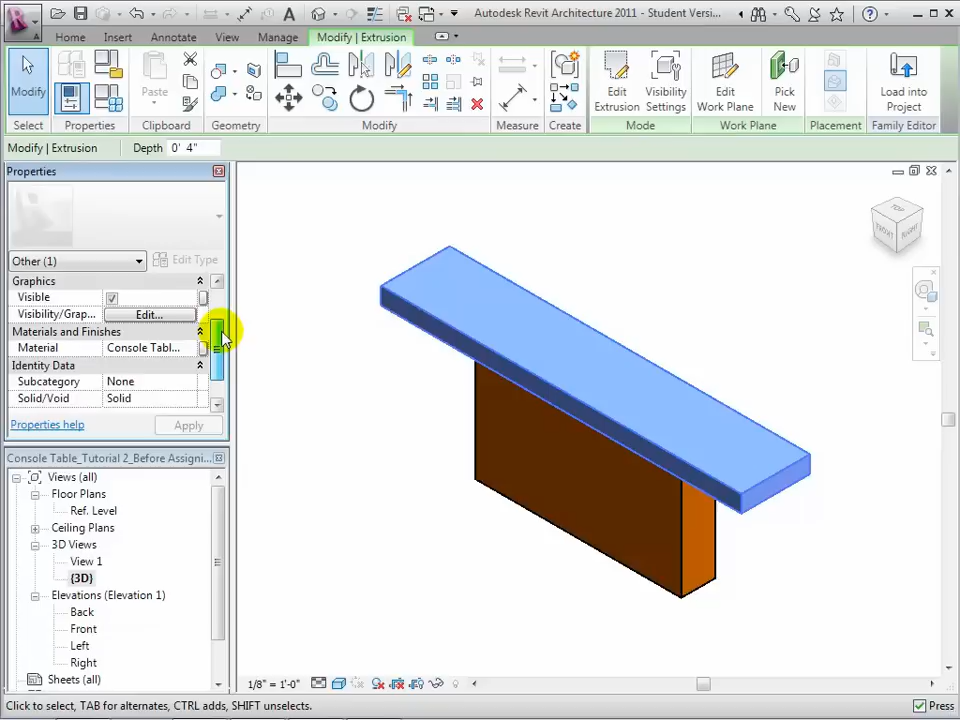 Autodesk Revit Architecture 2011 - Student Versi...
Home Insert Annotate View Manage Modify | Extrusion
Modify Paste Edit Extrusion Visibility Settings Edit Work Plane Pick New Load into Project
Select Properties Clipboard Geometry Modify Measure Create Mode Work Plane Placement Family Editor
Modify | Extrusion Depth 0' 4"
Properties
Other (1) Edit Type
Graphics
Visible
Visibility/Grap... Edit...
Materials and Finishes
Material Console Tabl...
Identity Data
Subcategory None
Solid/Void Solid
Properties help Apply
Console Table_Tutorial 2_Before Assigni...
Views (all)
Floor Plans
Ref. Level
Ceiling Plans
3D Views
View 1
{3D}
Elevations (Elevation 1)
Back
Front
Left
Right
Sheets (all)
TOP
FRONT RIGHT
1/8" = 1'-0"
Click to select, TAB for alternates, CTRL adds, SHIFT unselects. Press